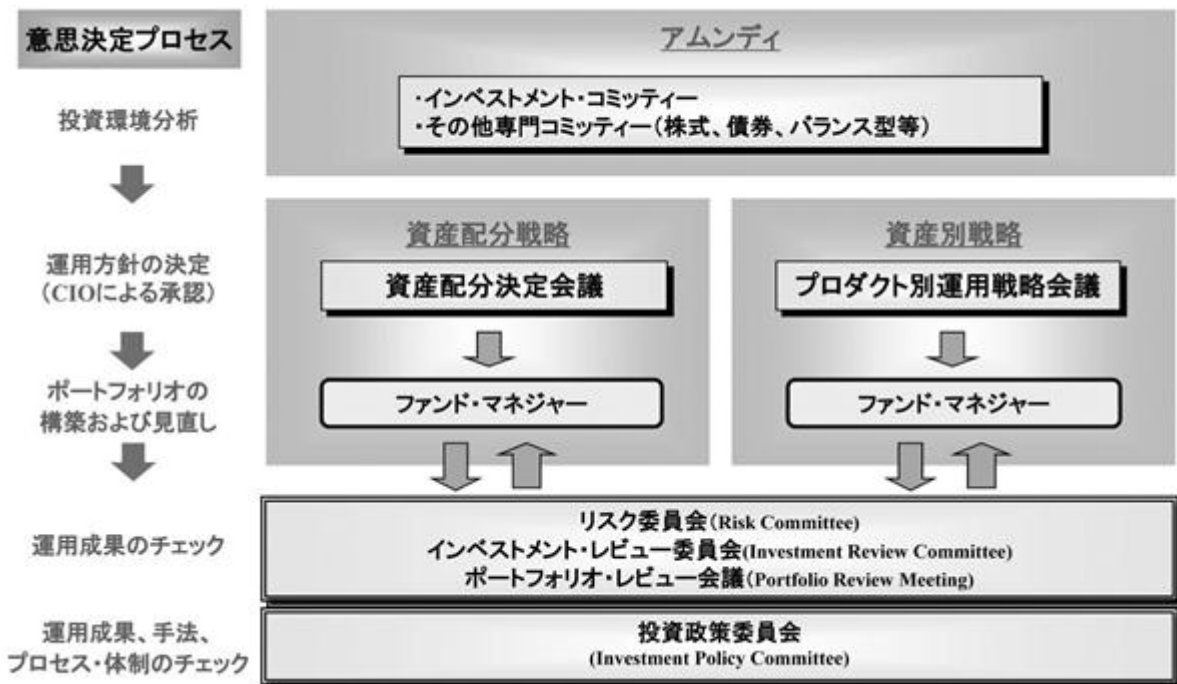 意思決定プロセス
アムンディ
投資環境分析
・インベストメント・コミッティー
・その他専門コミッティー(株式、債券、バランス型等)
資産配分戦略
資産別戦略
運用方針の決定
(CIOによる承認)
資産配分決定会議
プロダクト別運用戦略会議
ポートフォリオの
構築および見直し
ファンド・マネジャー
ファンド・マネジャー
運用成果のチェック
リスク委員会(Risk Committee)
インベストメント・レビュー委員会(Investment Review Committee)
ポートフォリオ・レビュー会議(Portfolio Review Meeting)
運用成果、手法、
プロセス・体制のチェック
投資政策委員会
(Investment Policy Committee)